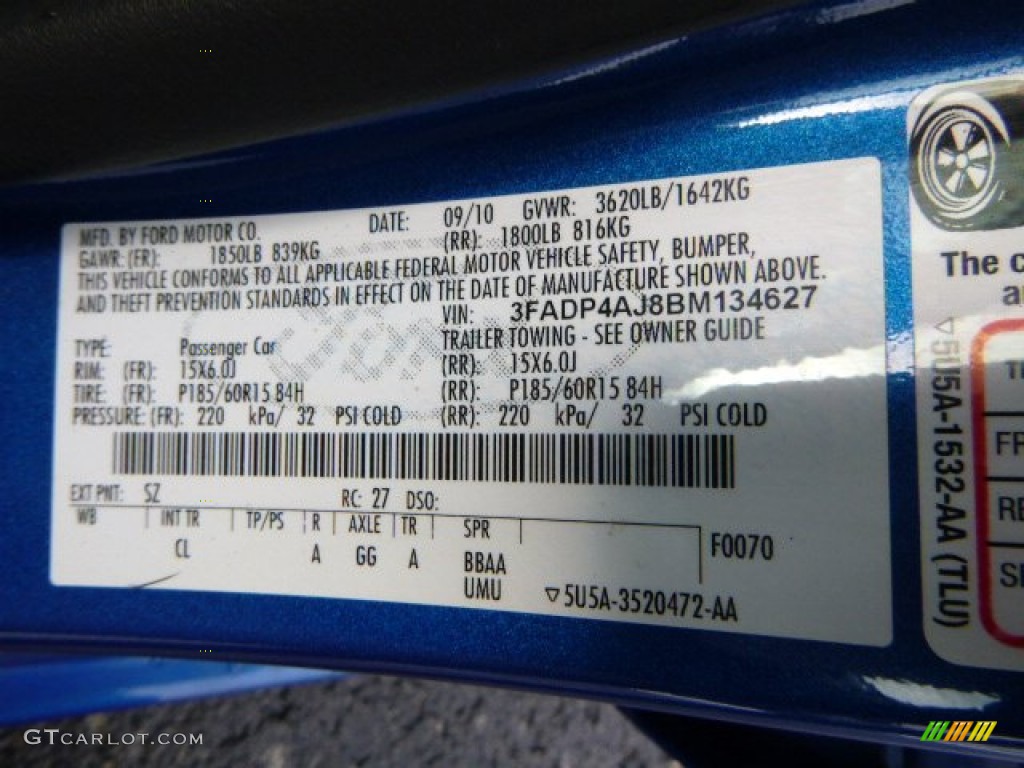 MFD. BY FORD MOTOR CO. DATE: 09/10 GVWR: 3620LB/1642KG
GAWR: (FR): 1850LB 839KG (RR): 1800LB 816KG
THIS VEHICLE CONFORMS TO ALL APPLICABLE FEDERAL MOTOR VEHICLE SAFETY, BUMPER,
AND THEFT PREVENTION STANDARDS IN EFFECT ON THE DATE OF MANUFACTURE SHOWN ABOVE.
VIN: 3FADP4AJ8BM134627
TYPE: Passenger Car TRAILER TOWING - SEE OWNER GUIDE
RIM: (FR): 15X6.0J (RR): 15X6.0J
TIRE: (FR): P185/60R15 84H (RR): P185/60R15 84H
PRESSURE: (FR): 220 kPa/ 32 PSI COLD (RR): 220 kPa/ 32 PSI COLD
EXT PNT: SZ RC: 27 DSO:
WB INT TR TP/PS R AXLE TR SPR
CL A GG A BBAA F0070
UMU ▽5U5A-3520472-AA
The
▽5U5A-1532-AA (TLU)
GTCARLOT.COM